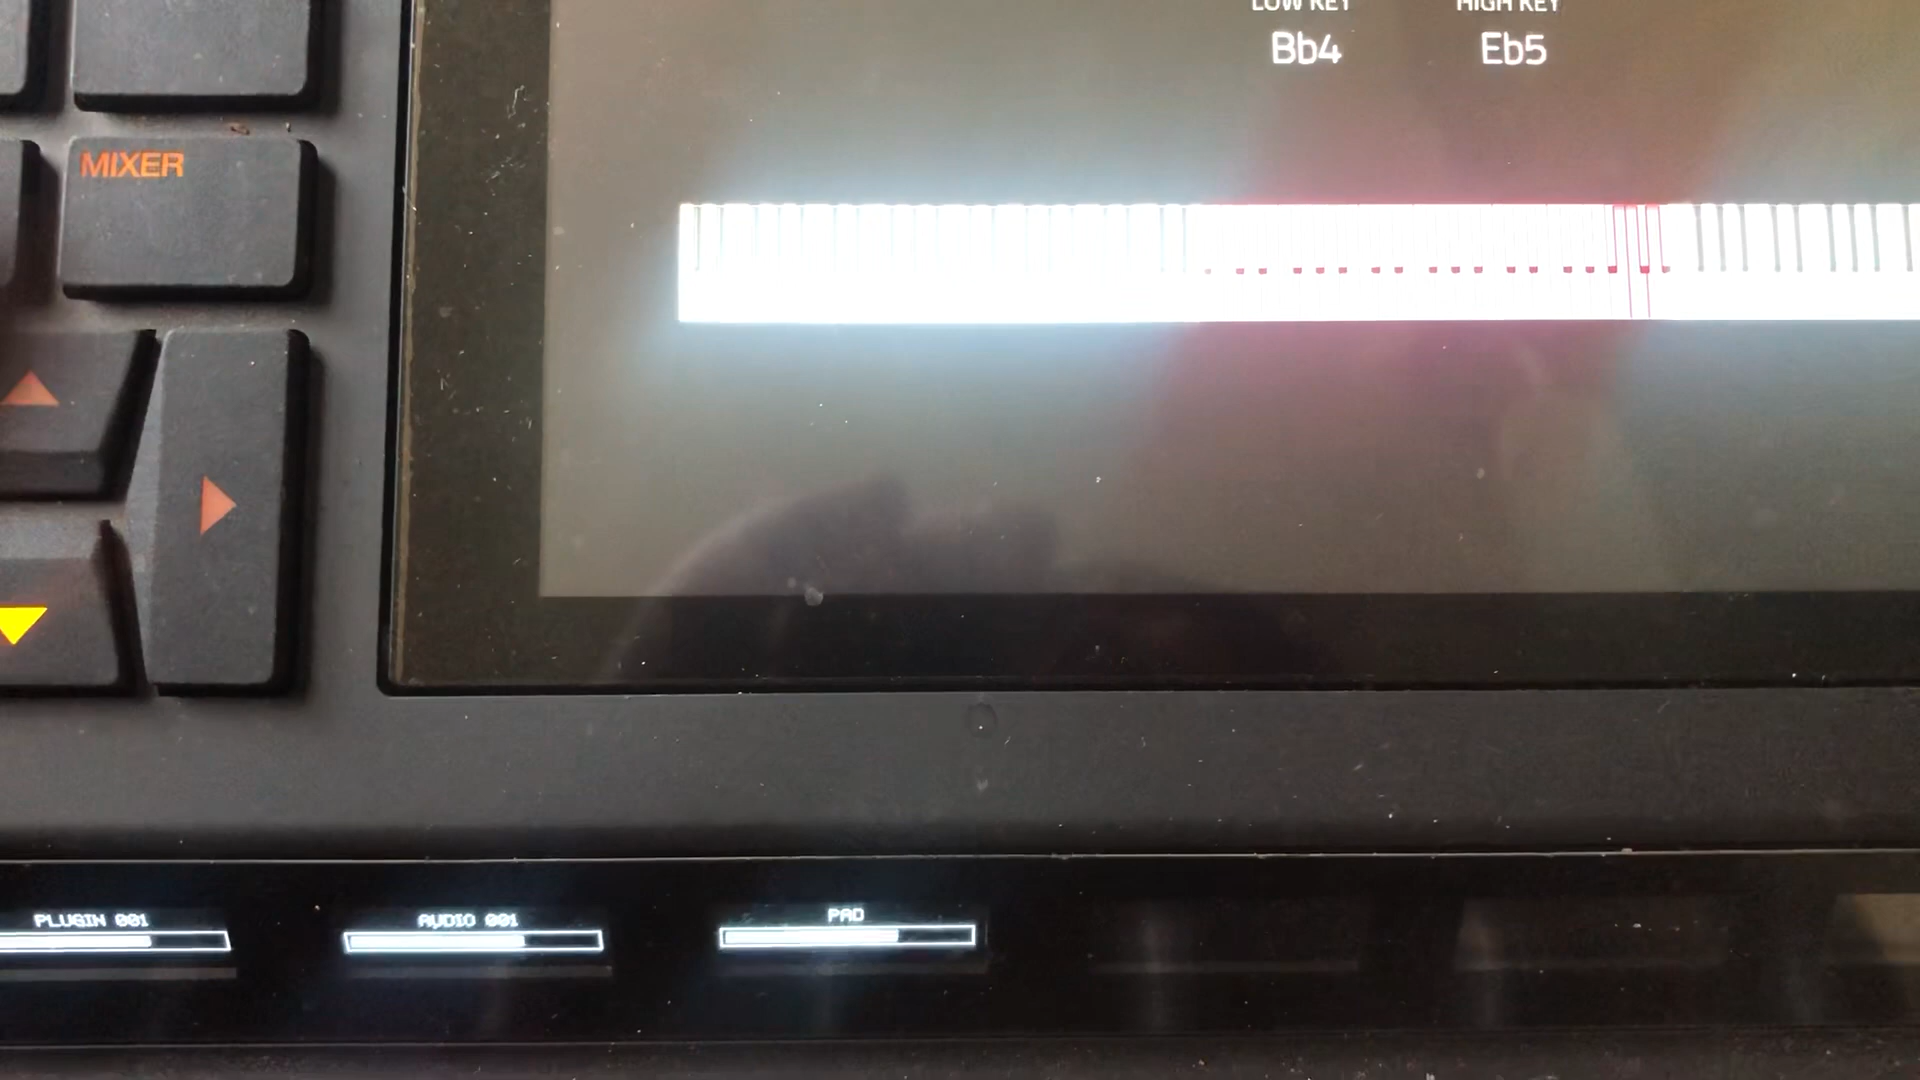 LOW KEY
HIGH KEY
Bb4
Eb5
MIXER
PLUGIN 001
AUDIO 001
PAD